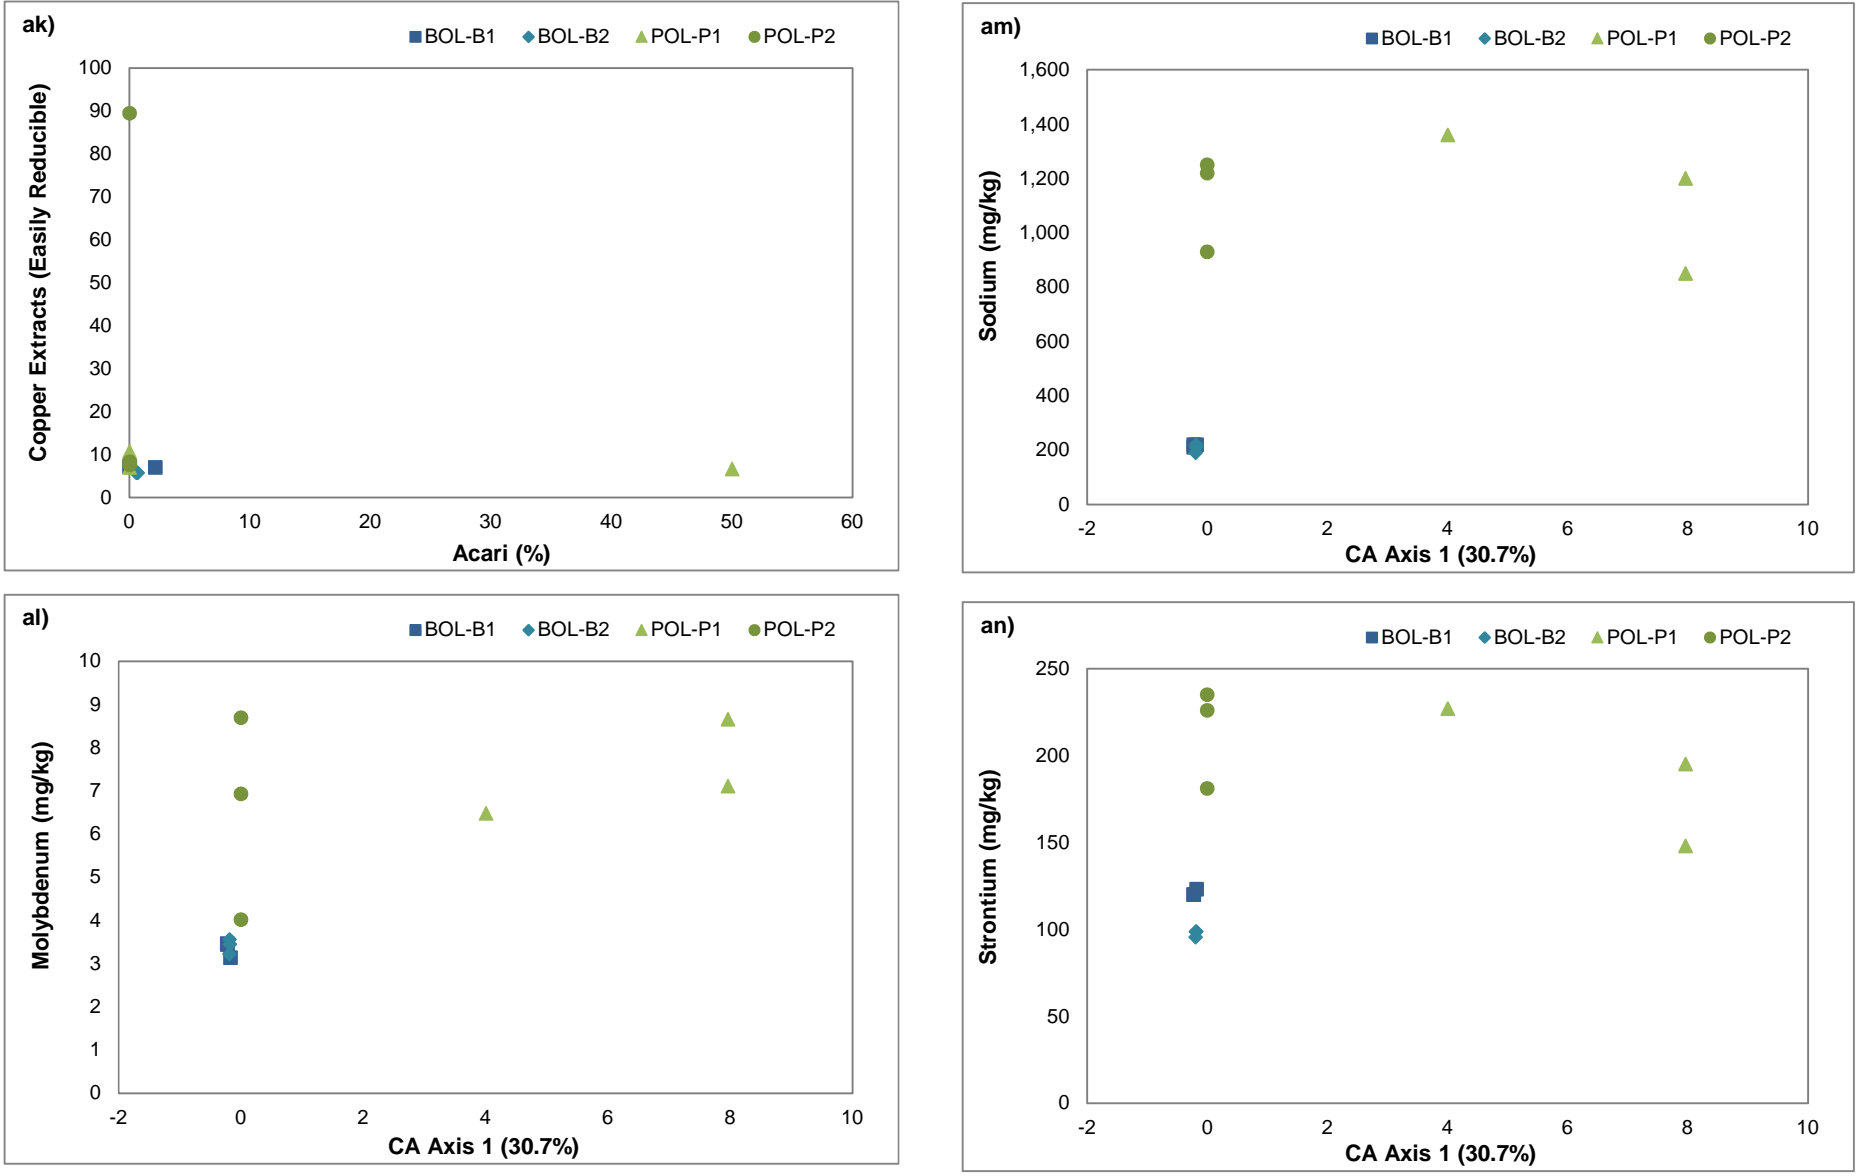 ak)
BOL-B1 BOL-B2 POL-P1 POL-P2
100
90
80
70
60
50
40
30
20
10
0
Copper Extracts (Easily Reducible)
0 10 20 30 40 50 60
Acari (%)
am)
BOL-B1 BOL-B2 POL-P1 POL-P2
1,600
1,400
1,200
1,000
800
600
400
200
0
Sodium (mg/kg)
-2 0 2 4 6 8 10
CA Axis 1 (30.7%)
al)
BOL-B1 BOL-B2 POL-P1 POL-P2
10
9
8
7
6
5
4
3
2
1
0
Molybdenum (mg/kg)
-2 0 2 4 6 8 10
CA Axis 1 (30.7%)
an)
BOL-B1 BOL-B2 POL-P1 POL-P2
250
200
150
100
50
0
Strontium (mg/kg)
-2 0 2 4 6 8 10
CA Axis 1 (30.7%)